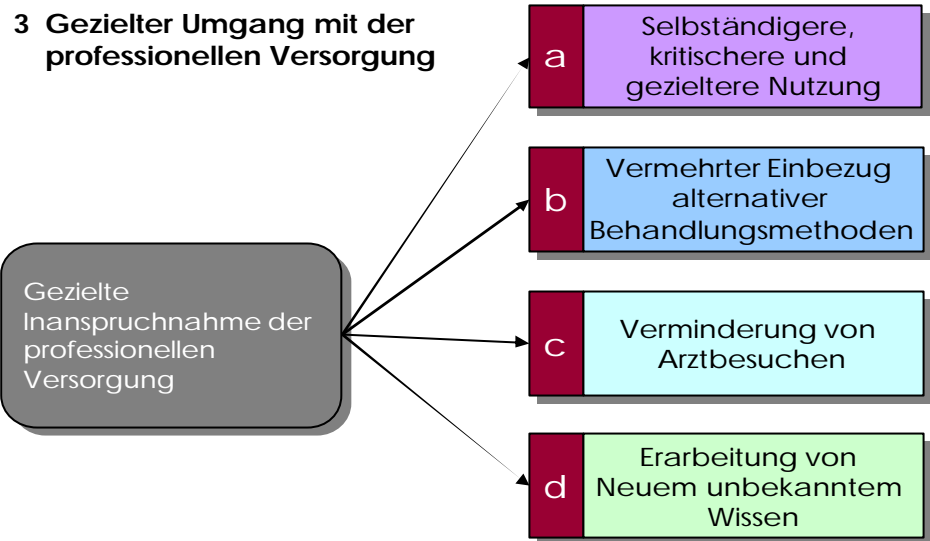 3 Gezielter Umgang mit der
professionellen Versorgung
Gezielte
Inanspruchnahme der
professionellen
Versorgung
a
Selbständigere,
kritischere und
gezieltere Nutzung
b
Vermehrter Einbezug
alternativer
Behandlungsmethoden
c
Verminderung von
Arztbesuchen
d
Erarbeitung von
Neuem unbekanntem
Wissen